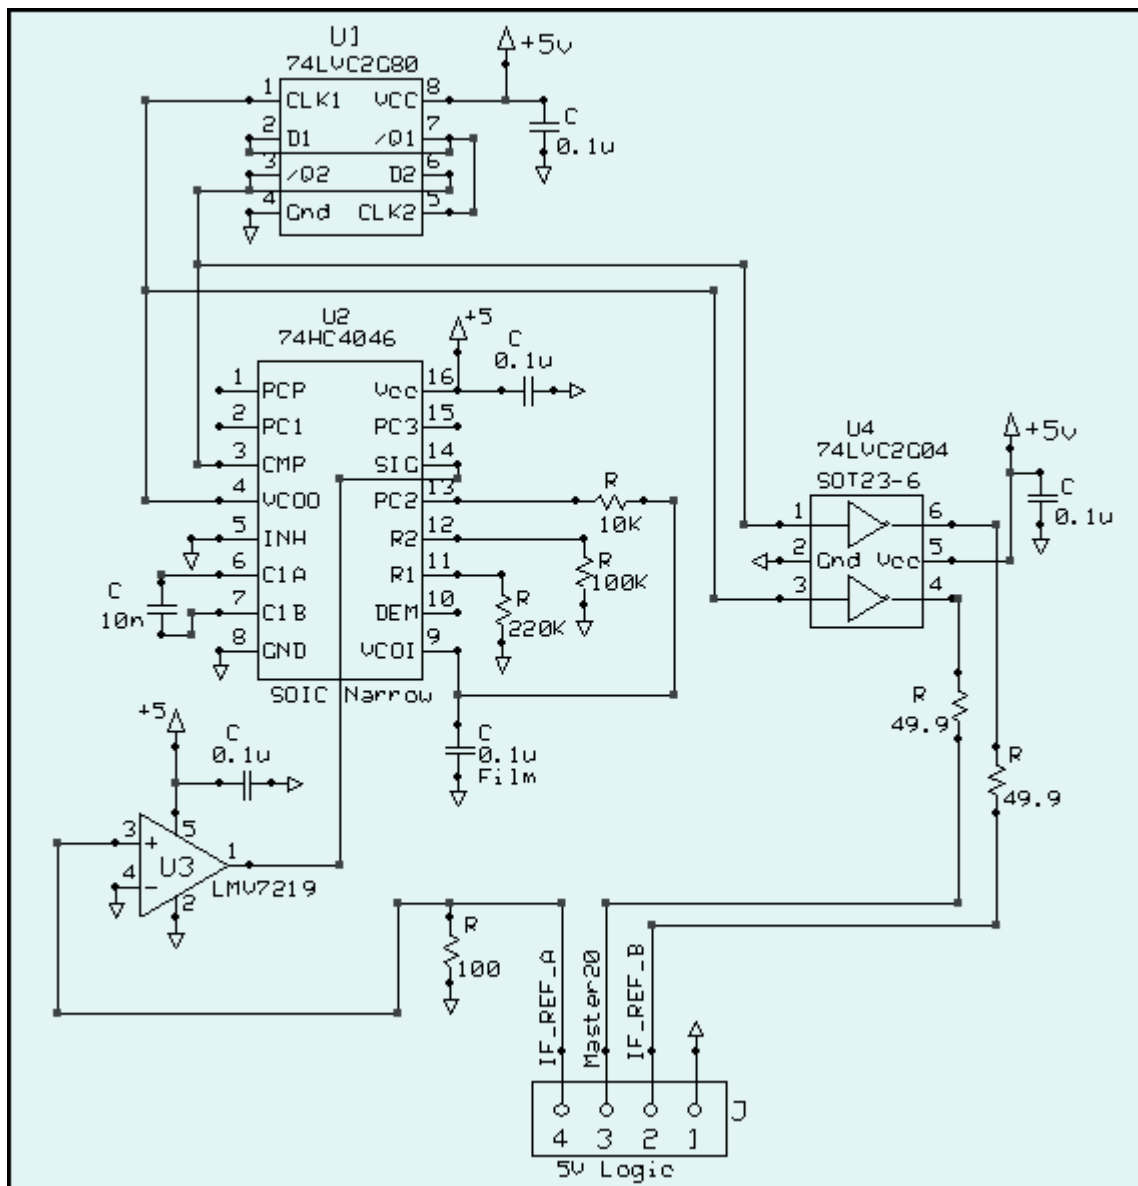 U1
74LVC2G80
+5v
1 CLK1 VCC 8
C
0.1u
2 D1 /Q1 7
3 /Q2 D2 6
4 Gnd CLK2 5
U2
74HC4046
+5
C
0.1u
1 PCP Vcc 16
2 PC1 PC3 15
3 CMP SIG 14
4 VCOO PC2 13
R
10K
5 INH R2 12
R
100K
6 C1A R1 11
R
220K
C
10n
7 C1B DEM 10
8 GND VCOI 9
SOIC Narrow
U4
74LVC2G04
SOT23-6
+5v
C
0.1u
1 6
2 Gnd Vcc 5
3 4
R
49.9
R
49.9
+5
C
0.1u
C
0.1u
Film
3 + 5
U3 1
4 - 2
LMV7219
R
100
IF_REF_A
Master20
IF_REF_B
J
4 3 2 1
5V Logic